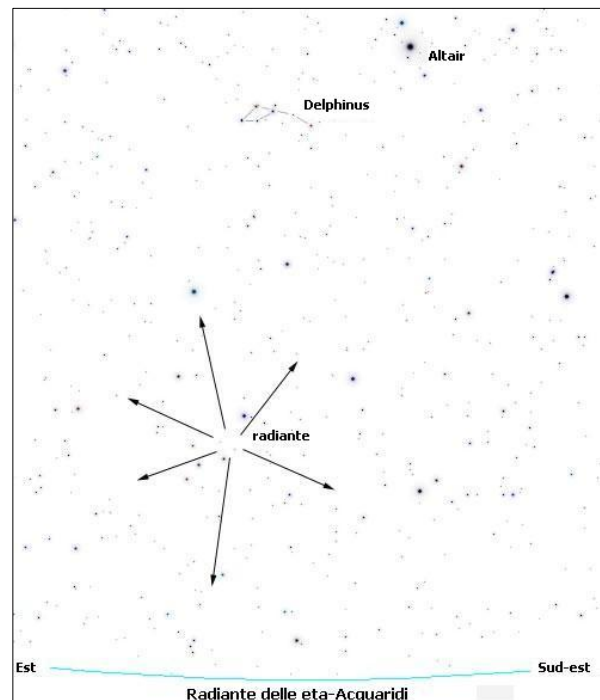 Altair
Delphinus
radiante
Est
Sud-est
Radiante delle eta-Acquaridi